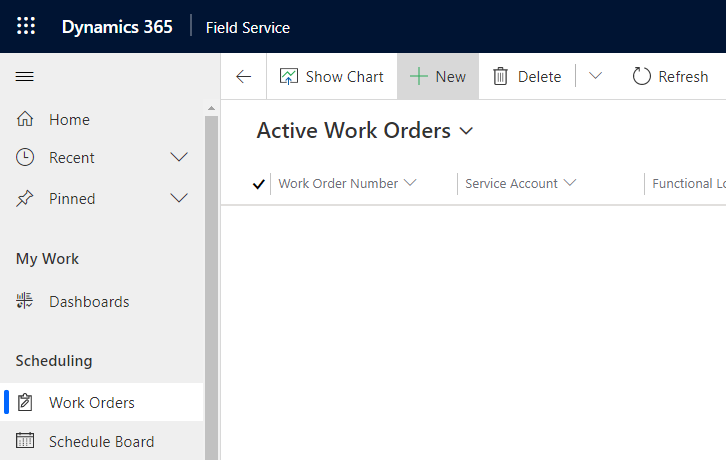 Dynamics 365 Field Service
Show Chart New Delete Refresh
Home
Recent
Pinned
My Work
Dashboards
Scheduling
Work Orders
Schedule Board
Active Work Orders
Work Order Number Service Account Functional Lo